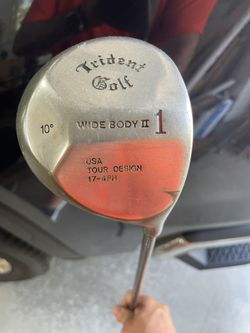 Trident
Golf
10° WIDE BODY II 1
USA
TOUR DESIGN
17-4PH